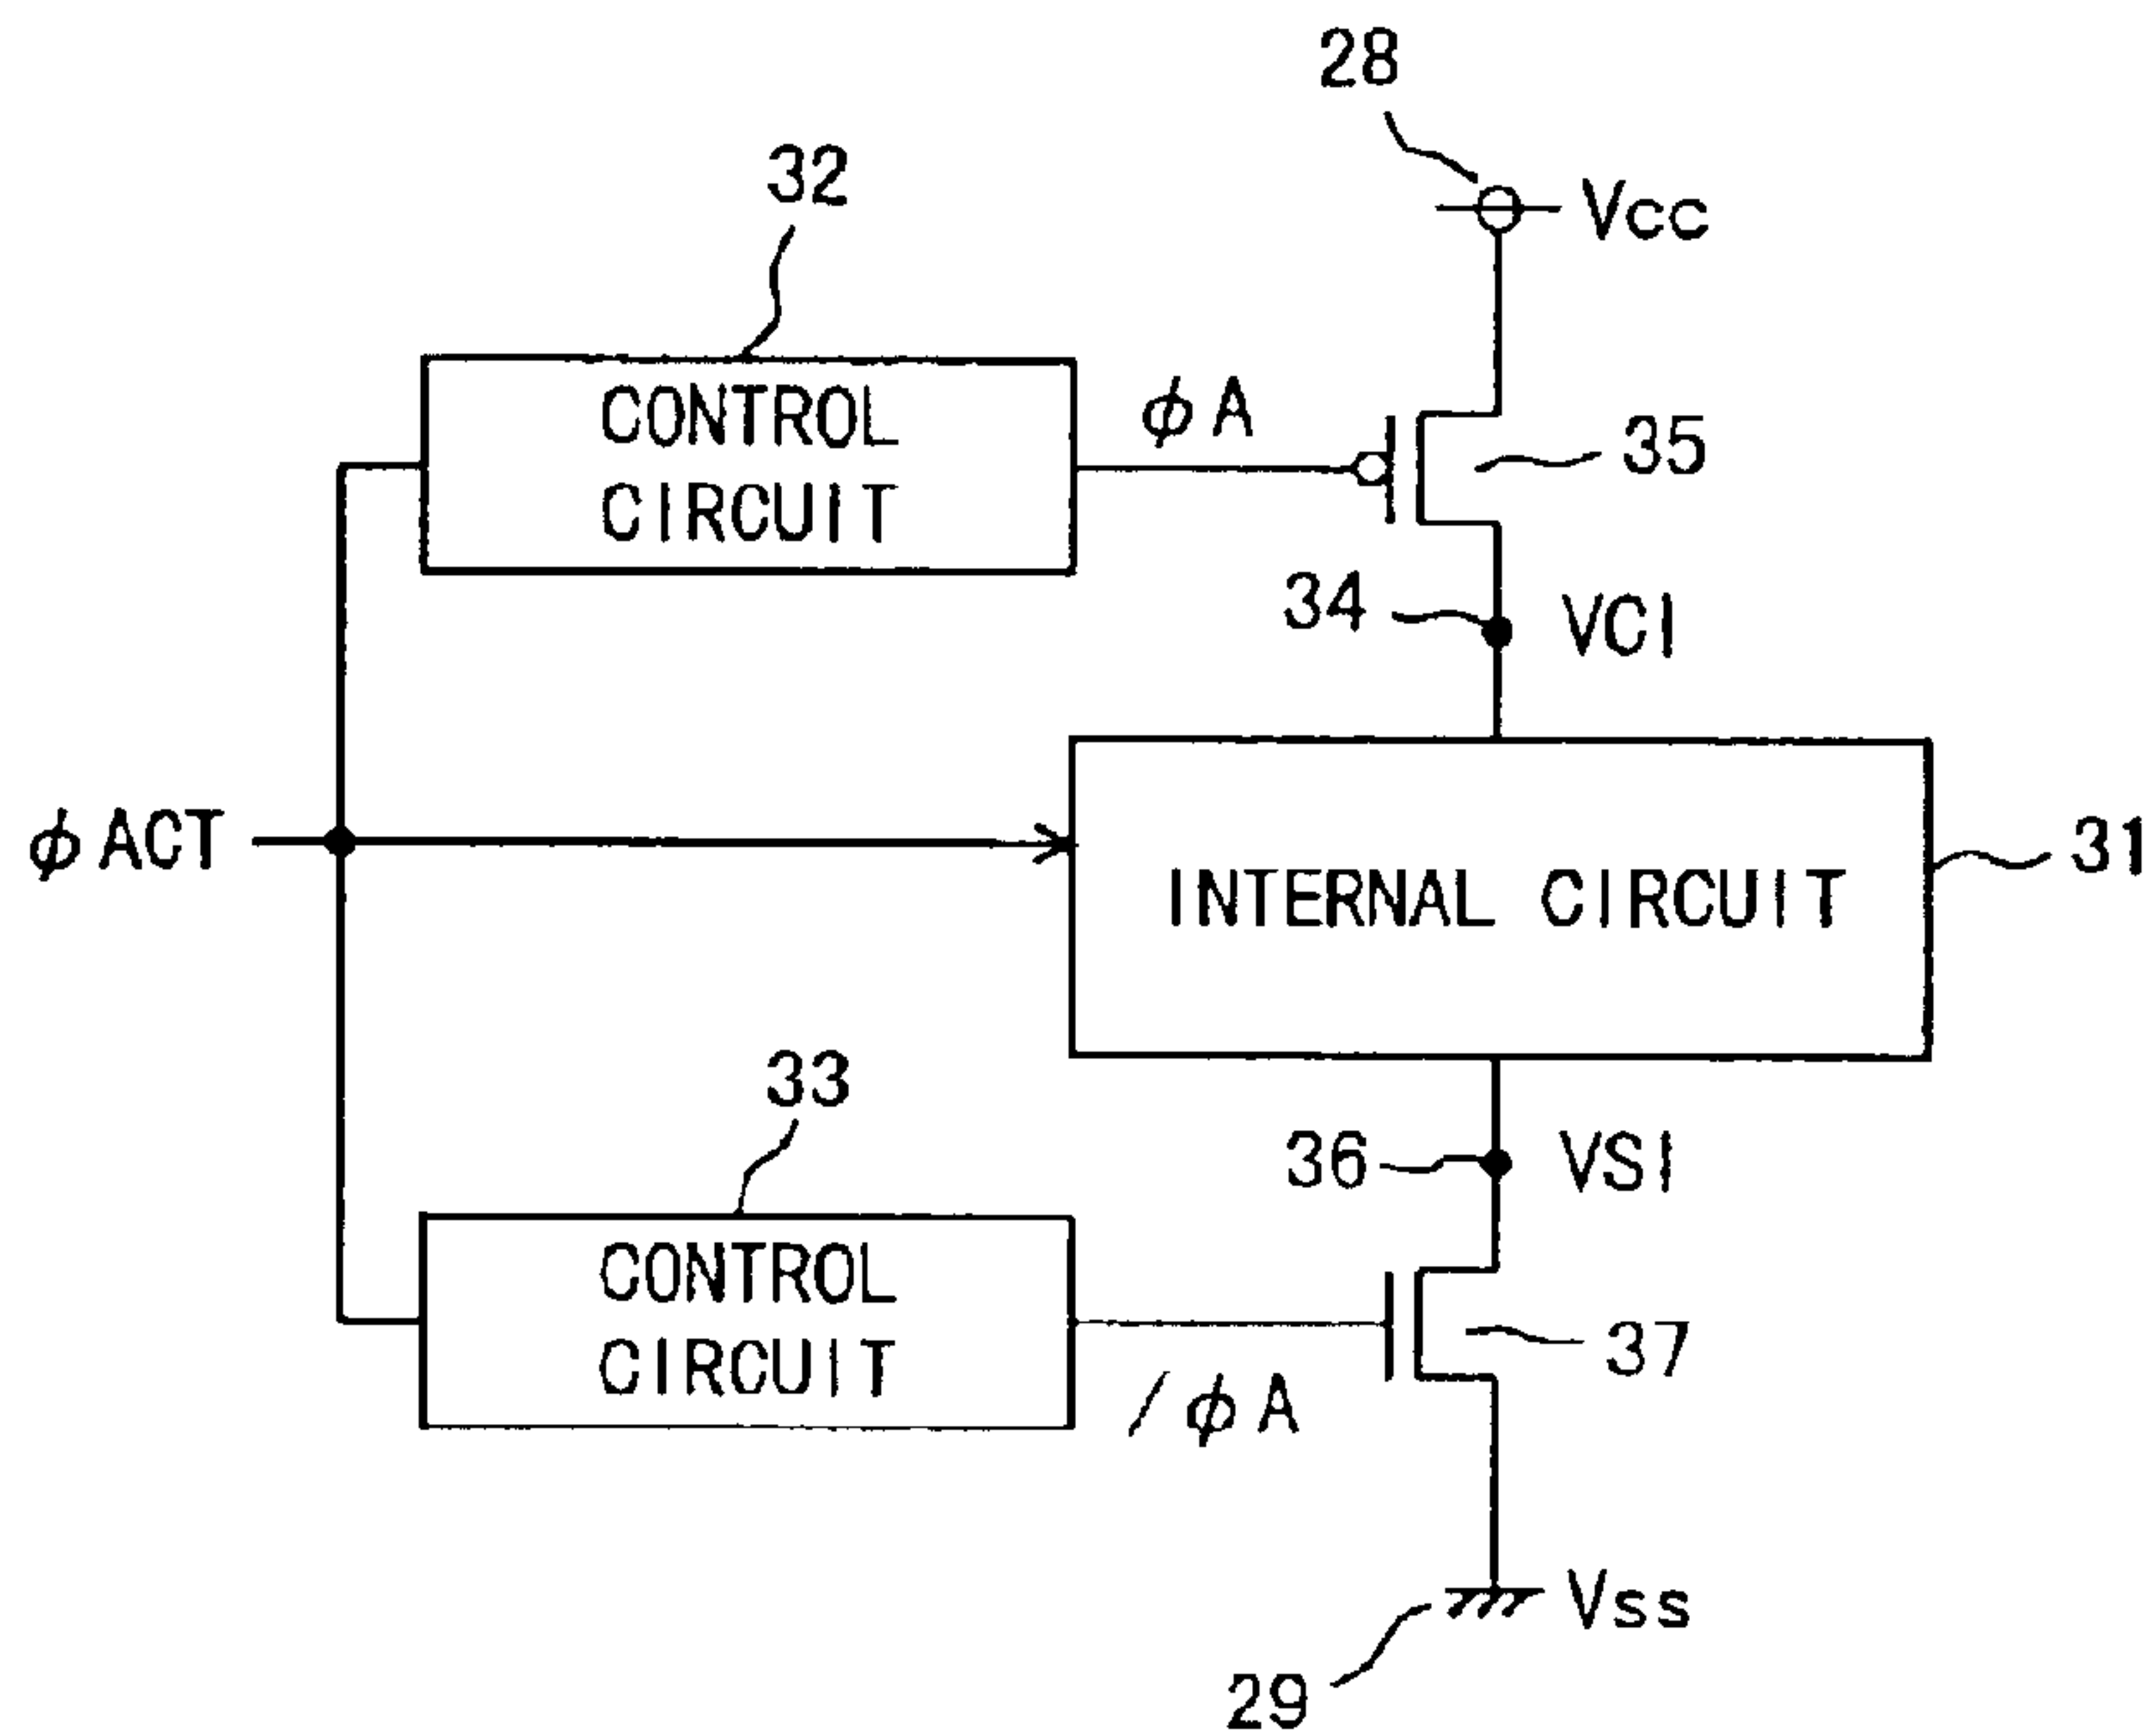 28
Vcc
32
CONTROL
CIRCUIT
φA
35
34
VCI
φACT
INTERNAL CIRCUIT
31
33
36
VSI
CONTROL
CIRCUIT
/φA
37
Vss
29